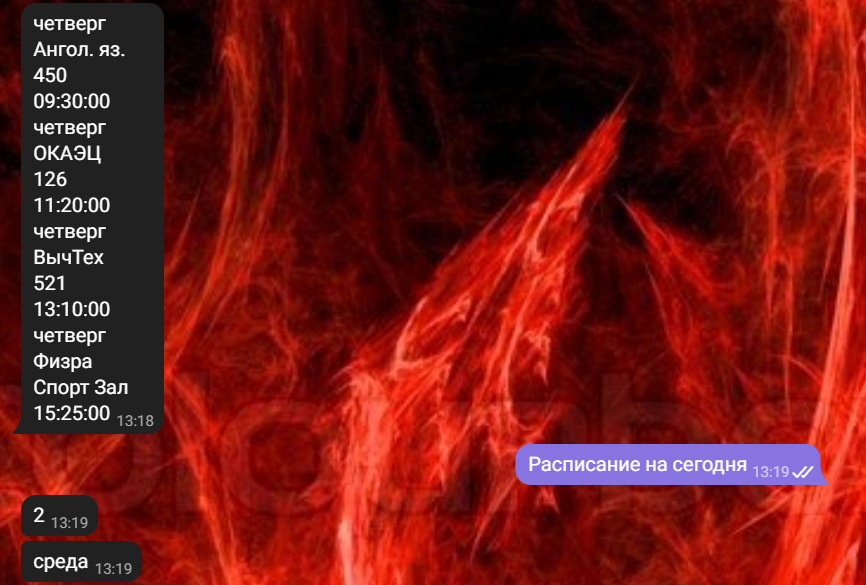 четверг
Ангол. яз.
450
09:30:00
четверг
ОКАЭЦ
126
11:20:00
четверг
ВычТех
521
13:10:00
четверг
Физра
Спорт Зал
15:25:00 13:18
Расписание на сегодня 13:19
2 13:19
среда 13:19